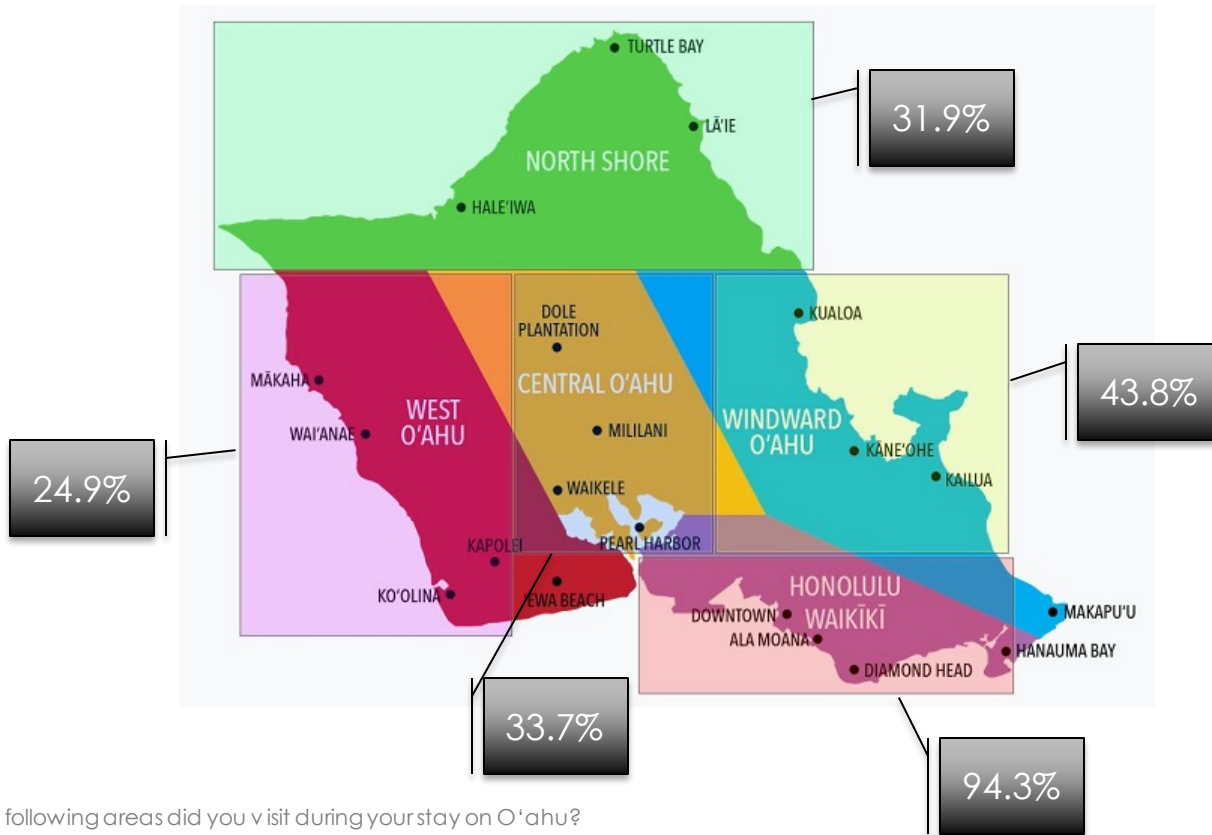 TURTLE BAY
31.9%
LĀ'IE
NORTH SHORE
HALE'IWA
KUALOA
DOLE
PLANTATION
43.8%
MĀKAHA
CENTRAL O'AHU
WEST
O'AHU
WINDWARD
O'AHU
WAI'ANAE
MILILANI
KĀNE'OHE
KAILUA
24.9%
WAIKELE
PEARL HARBOR
KAPOLEI
KO'OLINA
'EWA BEACH
HONOLULU
WAIKĪKĪ
DOWNTOWN
MAKAPU'U
ALA MOANA
HANAUMA BAY
DIAMOND HEAD
33.7%
94.3%
following areas did you visit during your stay on O'ahu?